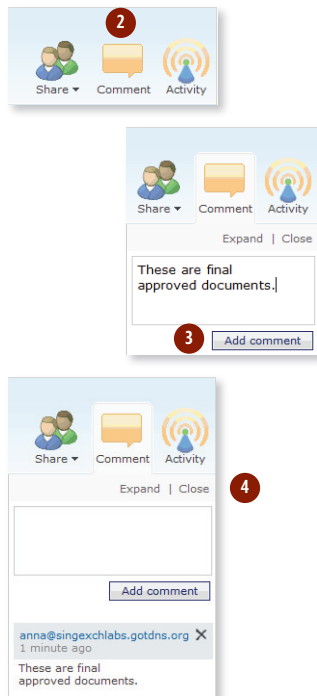 2
Share ▾ Comment Activity
Share ▾ Comment Activity
Expand | Close
These are final
approved documents.
3 Add comment
Share ▾ Comment Activity
Expand | Close 4
Add comment
anna@singexchlabs.gotdns.org ✕
1 minute ago
These are final
approved documents.